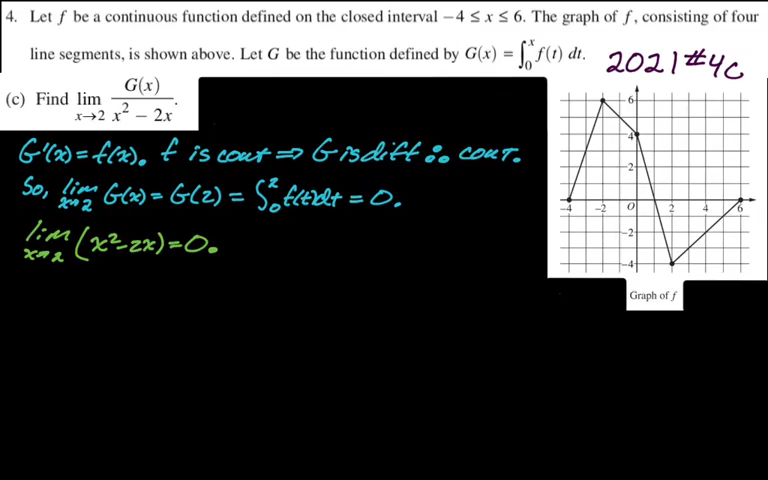 4. Let f be a continuous function defined on the closed interval −4 ≤ x ≤ 6. The graph of f, consisting of four
line segments, is shown above. Let G be the function defined by G(x) = ∫₀ˣ f(t) dt.
2021 #4c
(c) Find lim x→2 G(x) / x² − 2x.
G'(x) = f(x). f is cont ⇒ G is diff ∴ cont.
So, lim x→2 G(x) = G(2) = ∫₀² f(t)dt = 0.
lim x→2 (x²-2x) = 0.
6
4
2
−4 −2 O 2 4 6
−2
−4
Graph of f